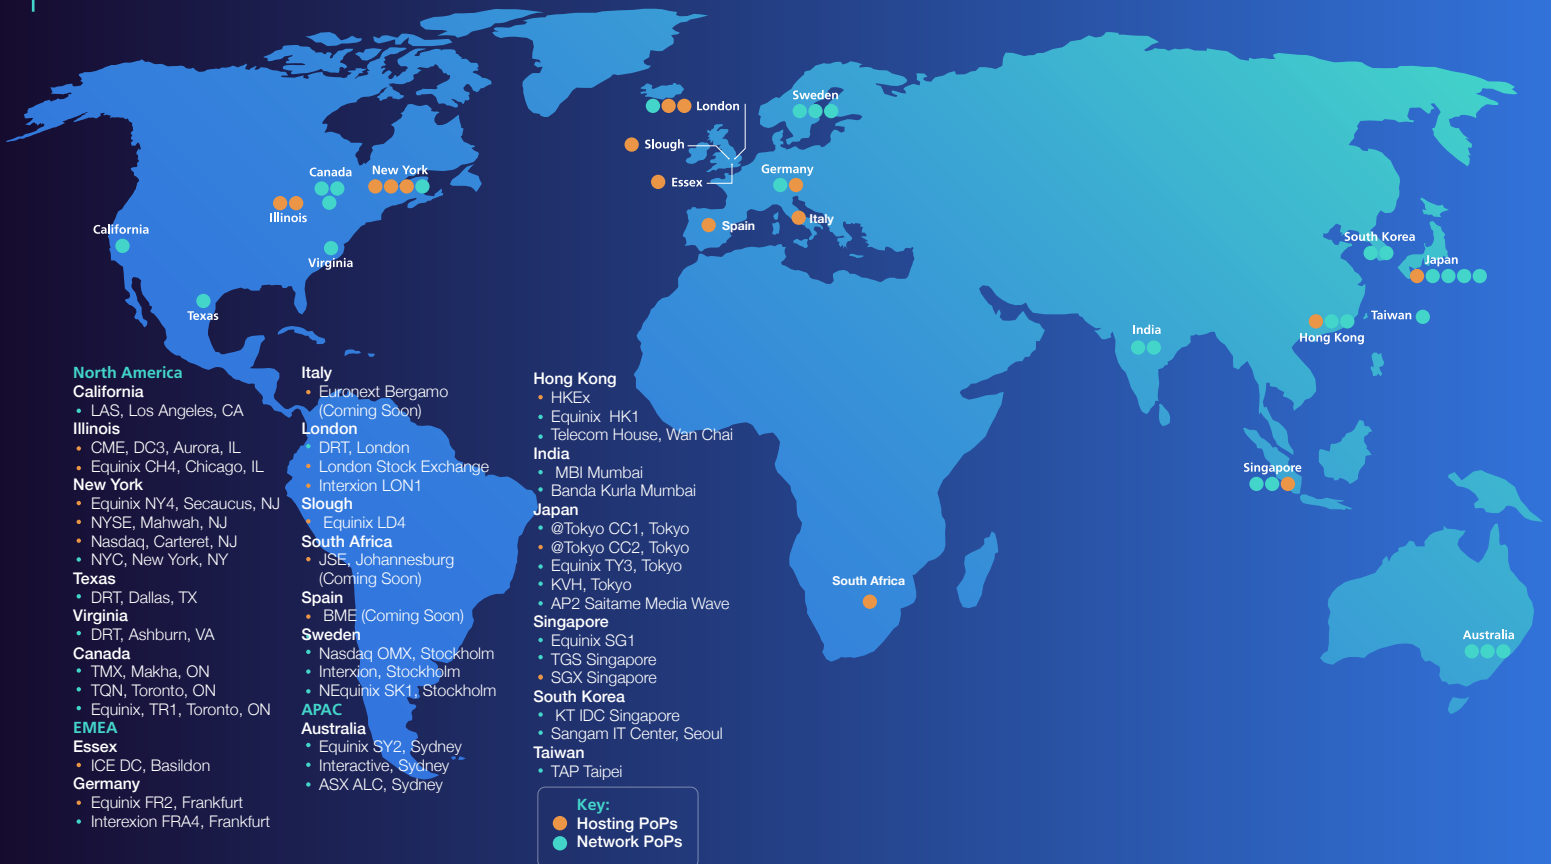 London
Sweden
Slough
Germany
Essex
Canada
New York
Illinois
California
Virginia
Texas
Spain
Italy
South Korea
Japan
Taiwan
Hong Kong
India
Singapore
South Africa
Australia
North America
California
• LAS, Los Angeles, CA
Illinois
• CME, DC3, Aurora, IL
• Equinix CH4, Chicago, IL
New York
• Equinix NY4, Secaucus, NJ
• NYSE, Mahwah, NJ
• Nasdaq, Carteret, NJ
• NYC, New York, NY
Texas
• DRT, Dallas, TX
Virginia
• DRT, Ashburn, VA
Canada
• TMX, Makha, ON
• TQN, Toronto, ON
• Equinix, TR1, Toronto, ON
EMEA
Essex
• ICE DC, Basildon
Germany
• Equinix FR2, Frankfurt
• Interexion FRA4, Frankfurt
Italy
• Euronext Bergamo
(Coming Soon)
London
• DRT, London
• London Stock Exchange
• Interxion LON1
Slough
• Equinix LD4
South Africa
• JSE, Johannesburg
(Coming Soon)
Spain
• BME (Coming Soon)
Sweden
• Nasdaq OMX, Stockholm
• Interxion, Stockholm
• NEquinix SK1, Stockholm
APAC
Australia
• Equinix SY2, Sydney
• Interactive, Sydney
• ASX ALC, Sydney
Hong Kong
• HKEx
• Equinix HK1
• Telecom House, Wan Chai
India
• MBI Mumbai
• Banda Kurla Mumbai
Japan
• @Tokyo CC1, Tokyo
• @Tokyo CC2, Tokyo
• Equinix TY3, Tokyo
• KVH, Tokyo
• AP2 Saitame Media Wave
Singapore
• Equinix SG1
• TGS Singapore
• SGX Singapore
South Korea
• KT IDC Singapore
• Sangam IT Center, Seoul
Taiwan
• TAP Taipei
Key:
Hosting PoPs
Network PoPs